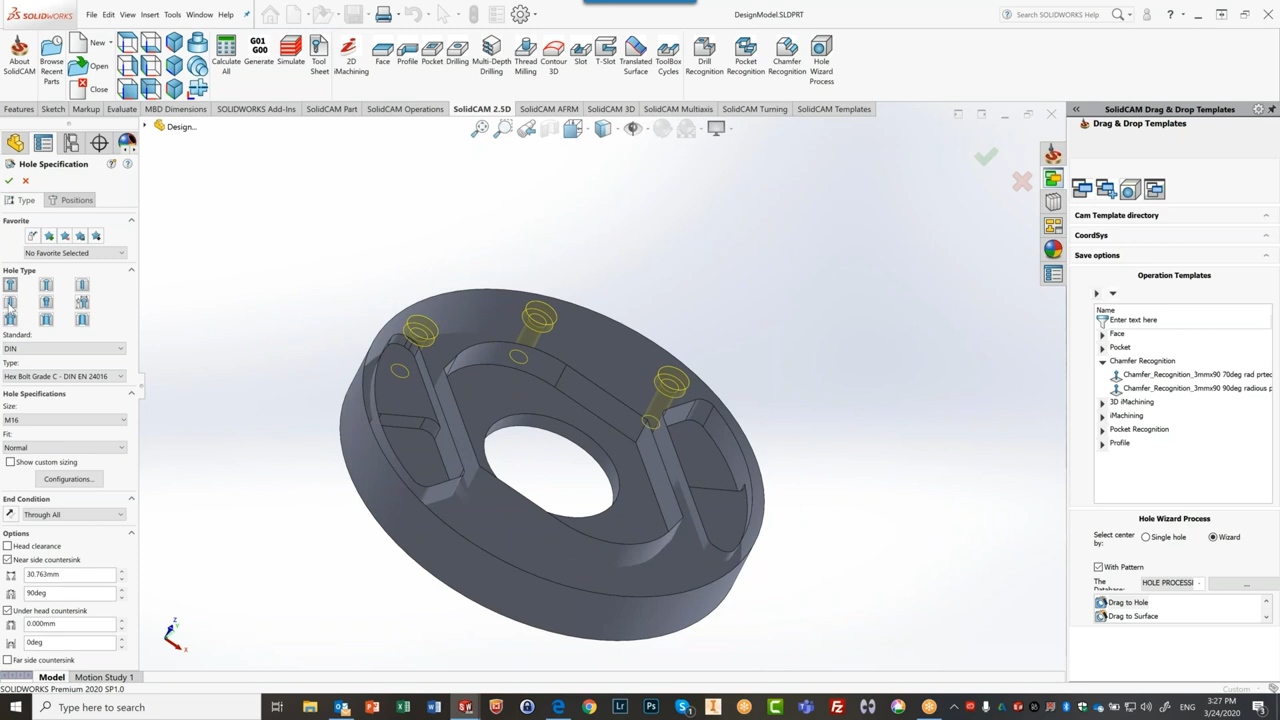 SOLIDWORKS
File Edit View Insert Tools Window Help
DesignModel.SLDPRT
Search SOLIDWORKS Help
About SolidCAM
Browse Recent Parts
New
Open
Close
Calculate All
G01 G00
Generate
Simulate
Tool Sheet
2D iMachining
Face
Profile
Pocket
Drilling
Multi-Depth Drilling
Thread Milling
Contour 3D
Slot
T-Slot
Translated Surface
ToolBox Cycles
Drill Recognition
Pocket Recognition
Chamfer Recognition
Hole Wizard Process
Features Sketch Markup Evaluate MBD Dimensions SOLIDWORKS Add-Ins SolidCAM Part SolidCAM Operations SolidCAM 2.5D SolidCAM AFRM SolidCAM 3D SolidCAM Multiaxis SolidCAM Turning SolidCAM Templates
Design...
Hole Specification
Type Positions
Favorite
No Favorite Selected
Hole Type
Standard:
DIN
Type:
Hex Bolt Grade C - DIN EN 24016
Hole Specifications
Size:
M16
Fit:
Normal
Show custom sizing
Configurations...
End Condition
Through All
Options
Head clearance
Near side countersink
30.763mm
90deg
Under head countersink
0.000mm
0deg
Far side countersink
Z
Y
X
SolidCAM Drag & Drop Templates
Drag & Drop Templates
Cam Template directory
CoordSys
Save options
Operation Templates
Name
Enter text here
Face
Pocket
Chamfer Recognition
Chamfer_Recognition_3mmx90 70deg rad prtec
Chamfer_Recognition_3mmx90 90deg radius p
3D iMachining
iMachining
Pocket Recognition
Profile
Hole Wizard Process
Select center by: Single hole Wizard
With Pattern
The Database: HOLE PROCESSI ...
Drag to Hole
Drag to Surface
Model Motion Study 1
SOLIDWORKS Premium 2020 SP1.0
Custom
Type here to search
3:27 PM
3/24/2020